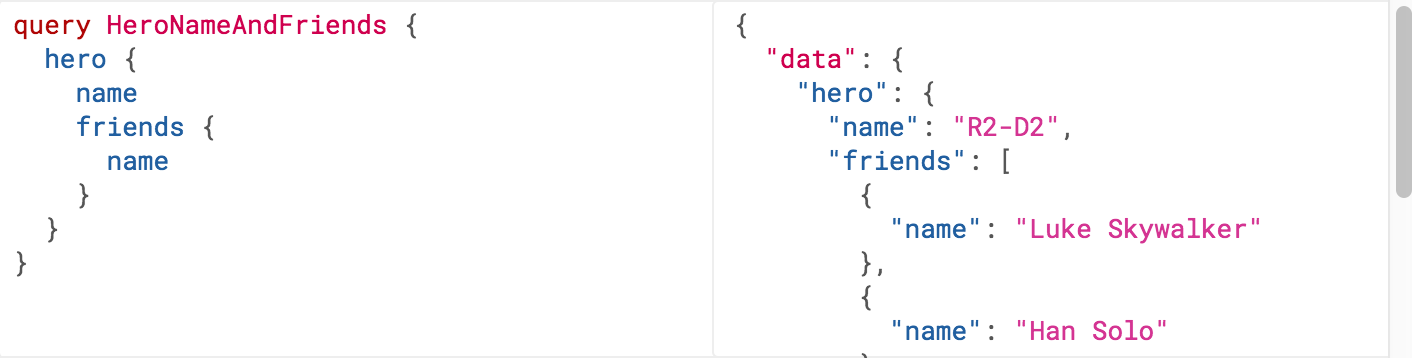 query HeroNameAndFriends {
  hero {
    name
    friends {
      name
    }
  }
}
{
  "data": {
    "hero": {
      "name": "R2-D2",
      "friends": [
        {
          "name": "Luke Skywalker"
        },
        {
          "name": "Han Solo"